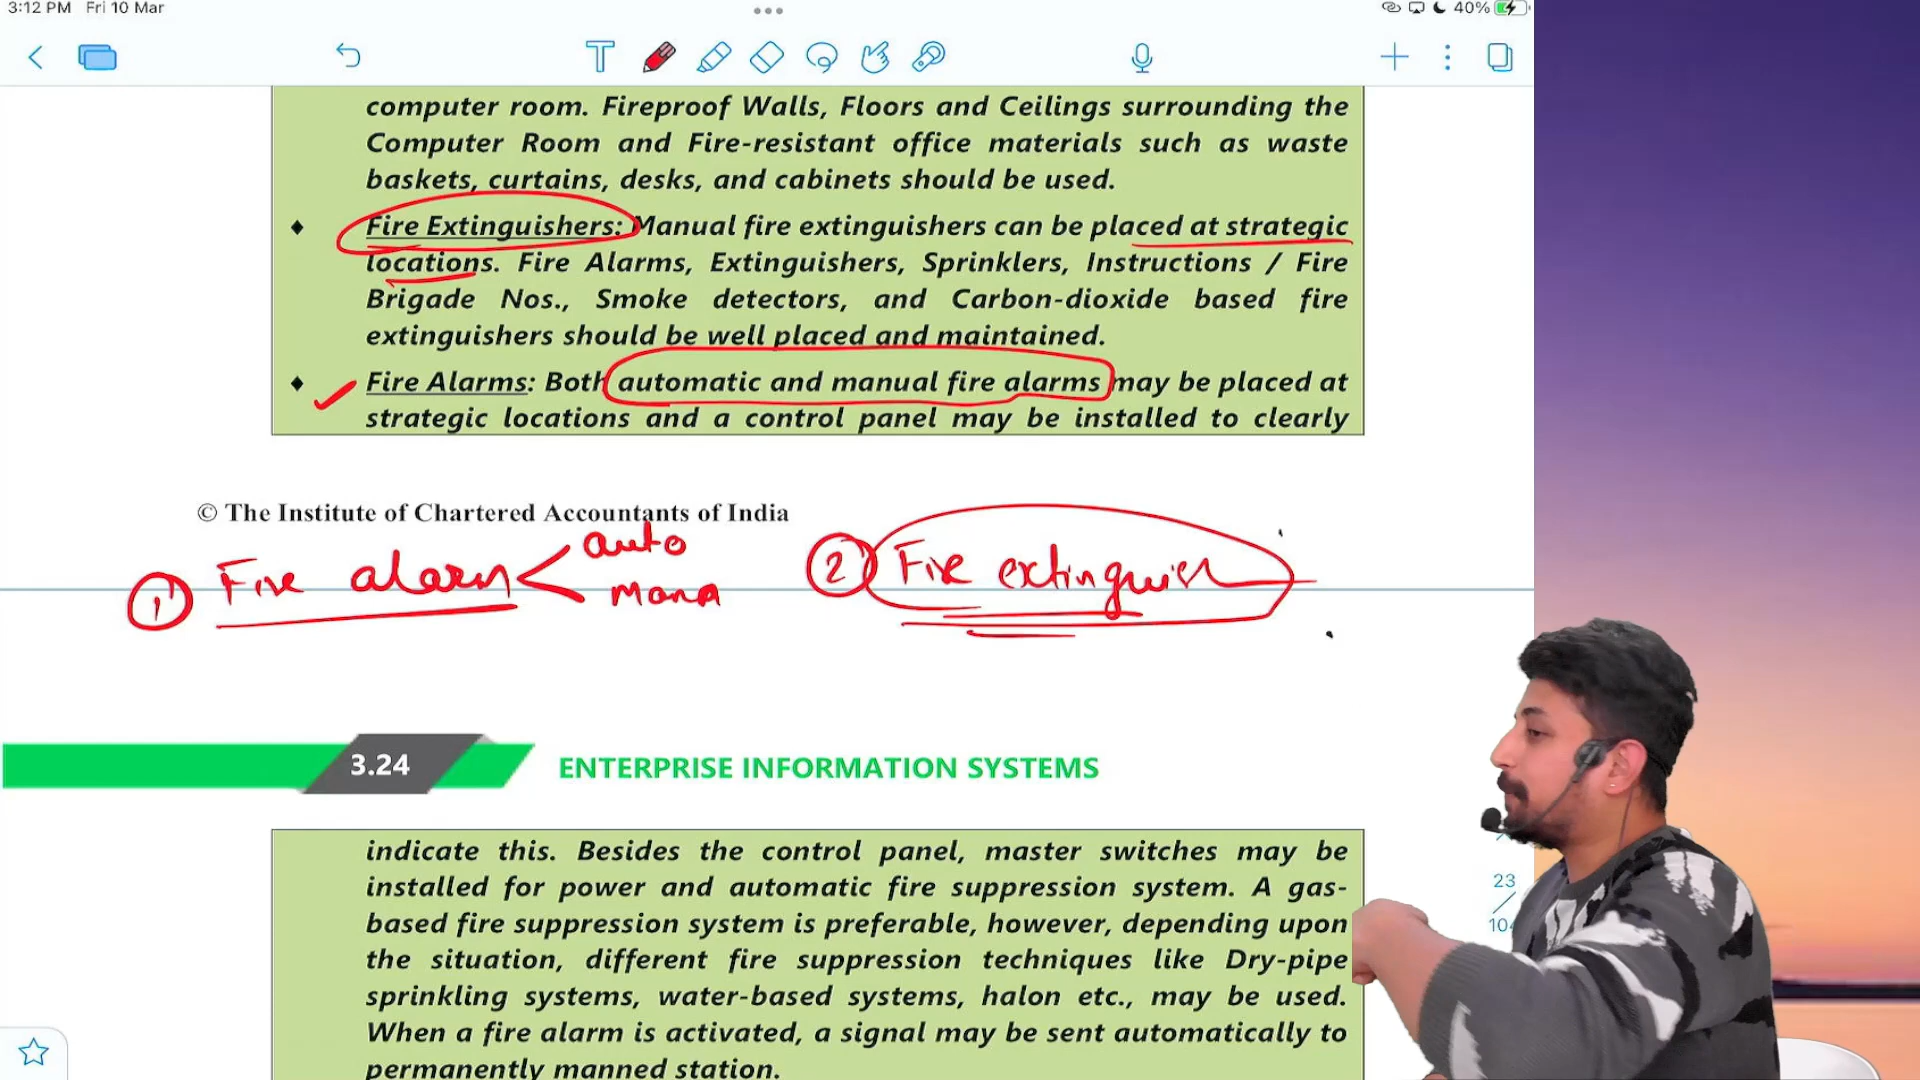 3:12 PM Fri 10 Mar
40%
computer room. Fireproof Walls, Floors and Ceilings surrounding the
Computer Room and Fire-resistant office materials such as waste
baskets, curtains, desks, and cabinets should be used.
♦ Fire Extinguishers: Manual fire extinguishers can be placed at strategic
locations. Fire Alarms, Extinguishers, Sprinklers, Instructions / Fire
Brigade Nos., Smoke detectors, and Carbon-dioxide based fire
extinguishers should be well placed and maintained.
♦ Fire Alarms: Both automatic and manual fire alarms may be placed at
strategic locations and a control panel may be installed to clearly
© The Institute of Chartered Accountants of India
① Fire alarm
auto
mana
② Fire extinguish
3.24 ENTERPRISE INFORMATION SYSTEMS
indicate this. Besides the control panel, master switches may be
installed for power and automatic fire suppression system. A gas-
based fire suppression system is preferable, however, depending upon
the situation, different fire suppression techniques like Dry-pipe
sprinkling systems, water-based systems, halon etc., may be used.
When a fire alarm is activated, a signal may be sent automatically to
permanently manned station.
23